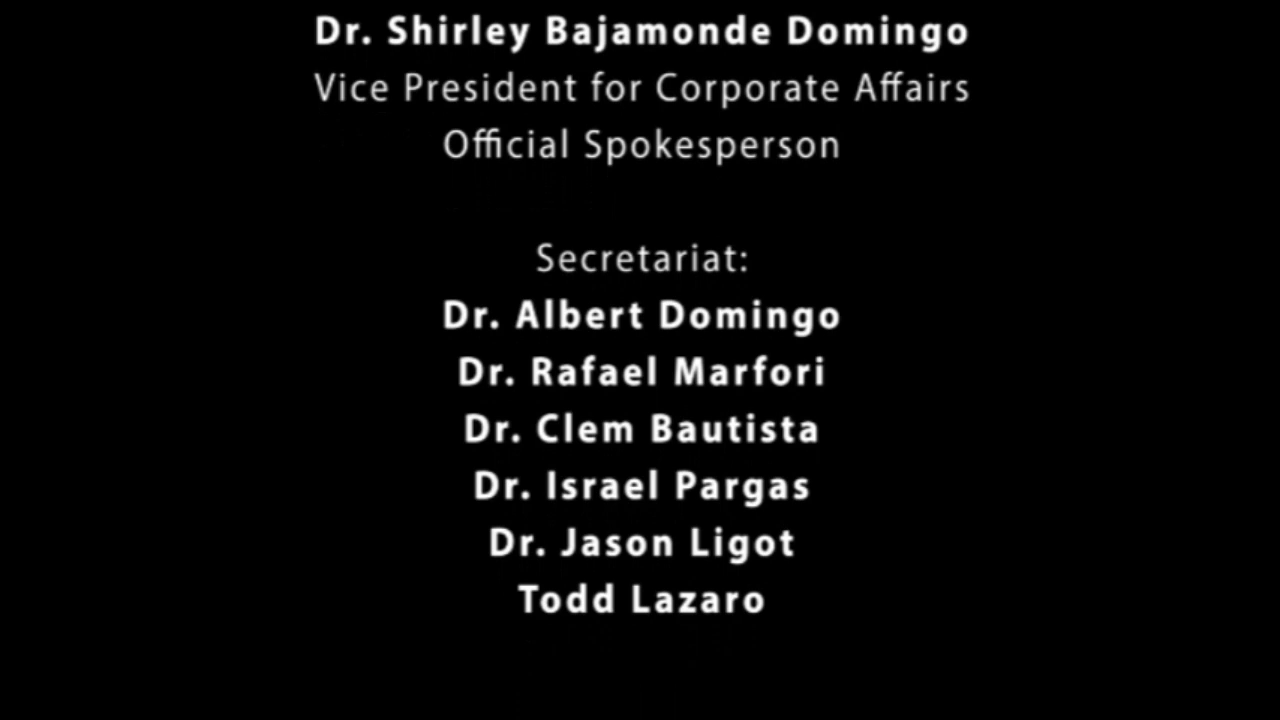 Dr. Shirley Bajamonde Domingo
Vice President for Corporate Affairs
Official Spokesperson
Secretariat:
Dr. Albert Domingo
Dr. Rafael Marfori
Dr. Clem Bautista
Dr. Israel Pargas
Dr. Jason Ligot
Todd Lazaro